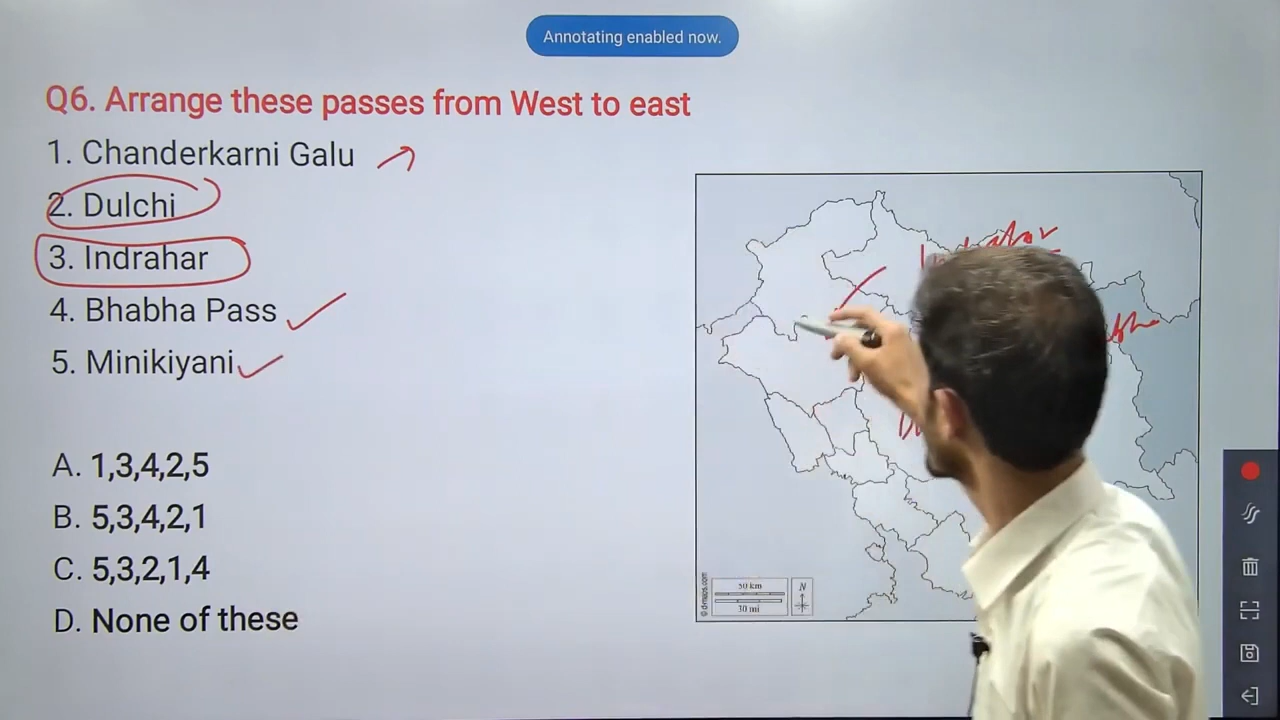 Annotating enabled now.
Q6. Arrange these passes from West to east
1. Chanderkarni Galu
2. Dulchi
3. Indrahar
4. Bhabha Pass
5. Minikiyani
A. 1,3,4,2,5
B. 5,3,4,2,1
C. 5,3,2,1,4
D. None of these
© d-maps.com
50 km
30 mi
N